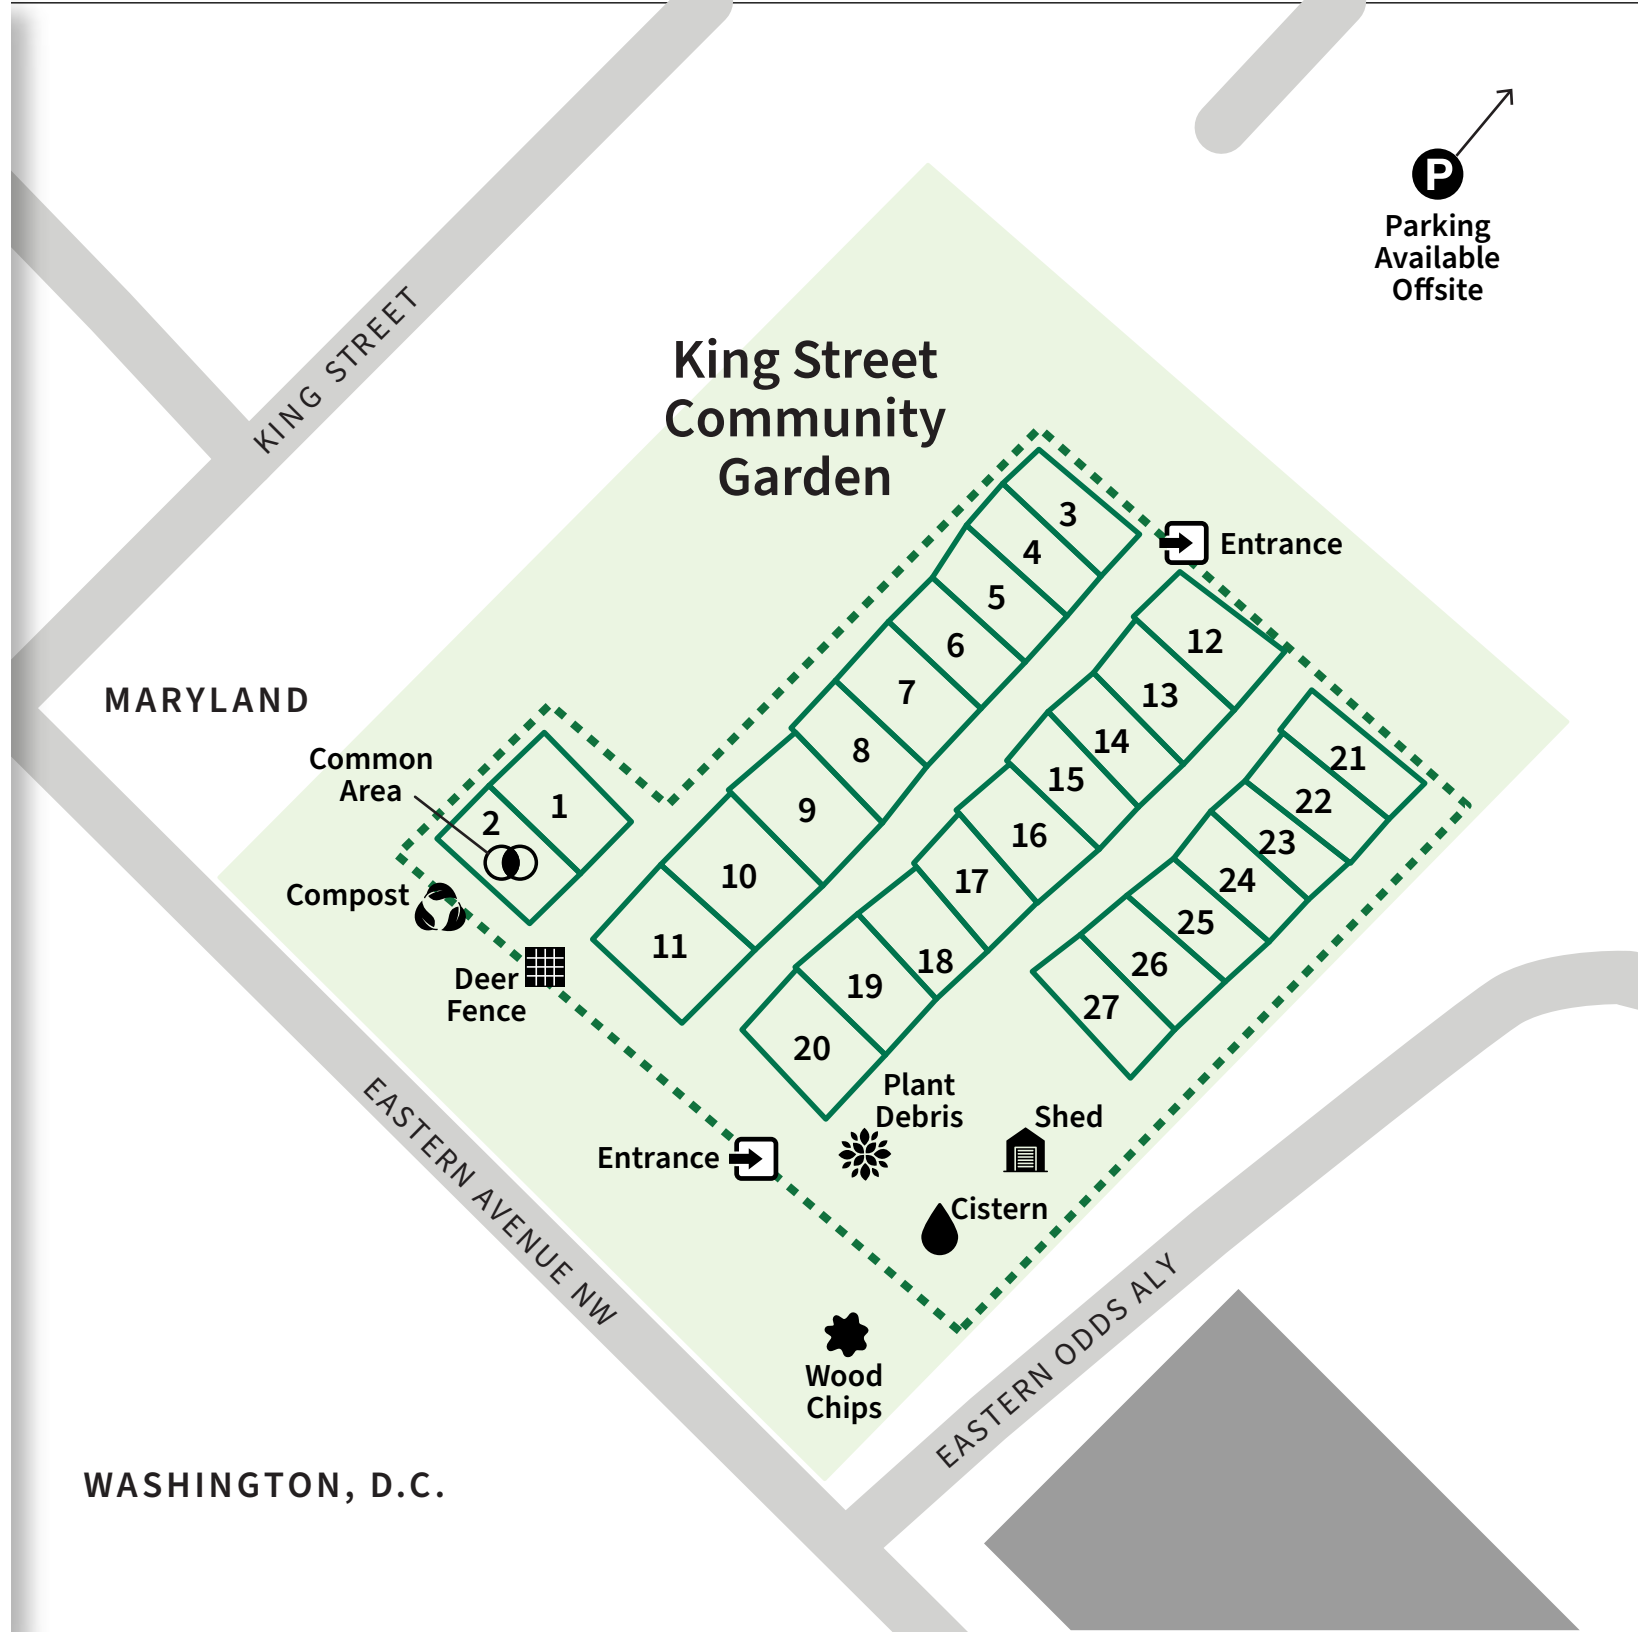 P
Parking
Available
Offsite
KING STREET
King Street
Community
Garden
3
Entrance
4
5
12
6
13
7
MARYLAND
14
8
21
Common
Area
15
22
1
9
2
16
23
10
17
24
Compost
25
11
18
26
Deer
Fence
19
27
20
Plant
Debris
Shed
EASTERN AVENUE NW
Entrance
Cistern
EASTERN ODDS ALY
Wood
Chips
WASHINGTON, D.C.